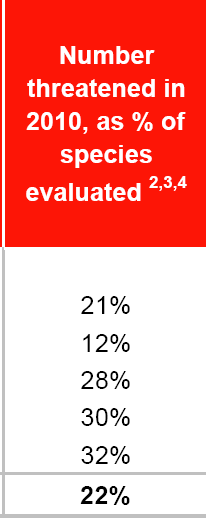 Number
threatened in
2010, as % of
species
evaluated 2,3,4
21%
12%
28%
30%
32%
22%